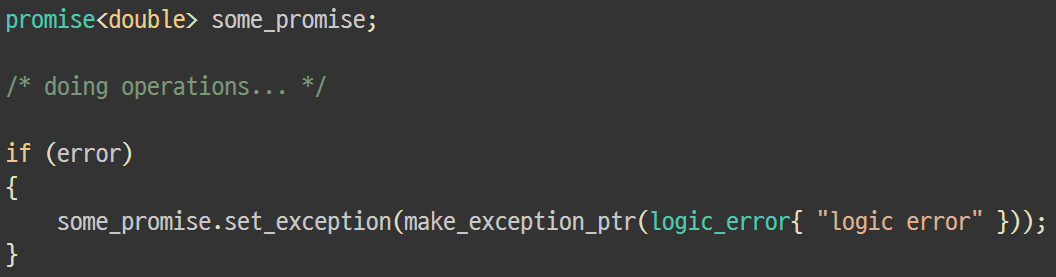 promise<double> some_promise;
/* doing operations... */
if (error)
{
    some_promise.set_exception(make_exception_ptr(logic_error{ "logic error" }));
}